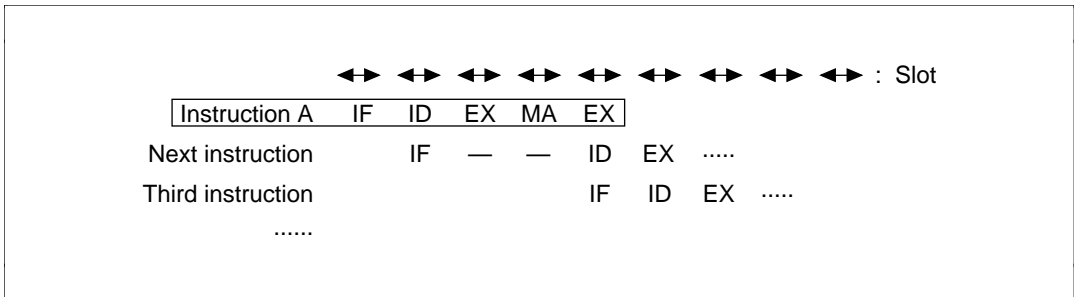 : Slot
Instruction A IF ID EX MA EX
Next instruction IF — — ID EX .....
Third instruction IF ID EX .....
......